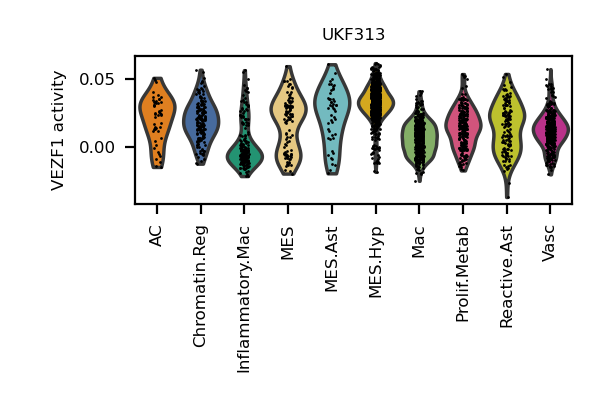 UKF313
VEZF1 activity
0.05
0.00
AC
Chromatin.Reg
Inflammatory.Mac
MES
MES.Ast
MES.Hyp
Mac
Prolif.Metab
Reactive.Ast
Vasc